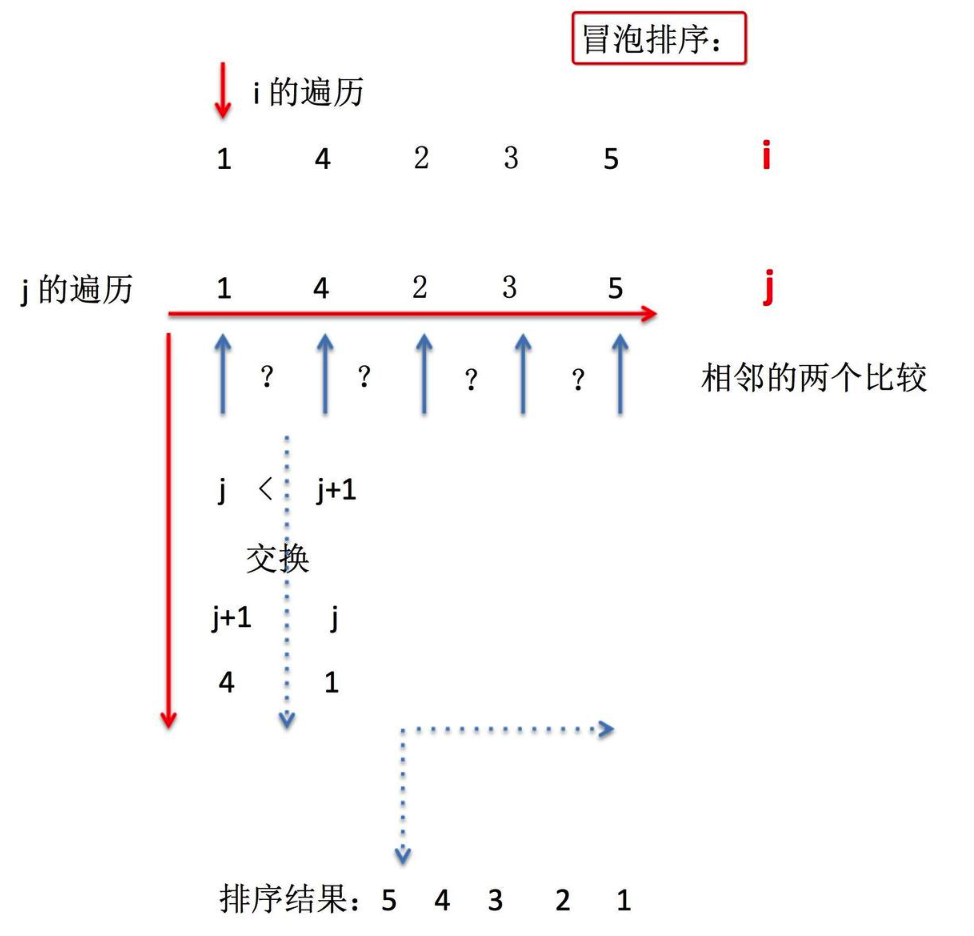 冒泡排序：
i 的遍历
1 4 2 3 5 i
j 的遍历 1 4 2 3 5 j
? ? ? ? 相邻的两个比较
j < j+1
交换
j+1 j
4 1
排序结果：5 4 3 2 1